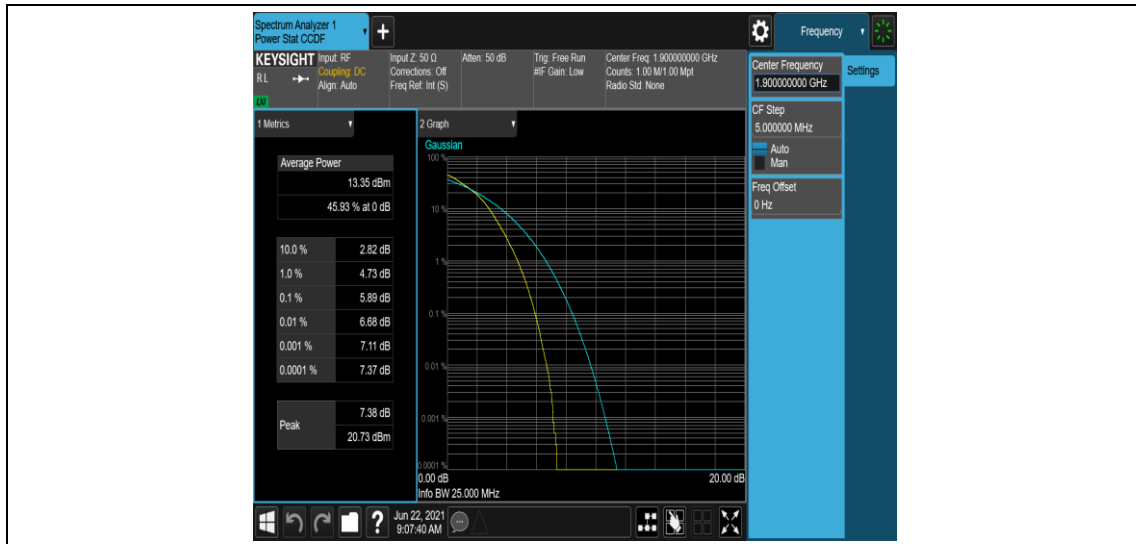 Spectrum Analyzer 1
Power Stat CCDF
+
Frequency
KEYSIGHT
RL
LXI
Input: RF
Coupling: DC
Align: Auto
Input Z: 50 Ω
Corrections: Off
Freq Ref: Int (S)
Atten: 50 dB
Trig: Free Run
#IF Gain: Low
Center Freq: 1.900000000 GHz
Counts: 1.00 M/1.00 Mpt
Radio Std: None
Center Frequency
1.900000000 GHz
Settings
CF Step
5.000000 MHz
Auto
Man
Freq Offset
0 Hz
1 Metrics
Average Power
13.35 dBm
45.93 % at 0 dB
10.0 % 2.82 dB
1.0 % 4.73 dB
0.1 % 5.89 dB
0.01 % 6.68 dB
0.001 % 7.11 dB
0.0001 % 7.37 dB
Peak
7.38 dB
20.73 dBm
2 Graph
Gaussian
100 %
10 %
1 %
0.1 %
0.01 %
0.001 %
0.0001 %
0.00 dB 20.00 dB
Info BW 25.000 MHz
?
Jun 22, 2021
9:07:40 AM